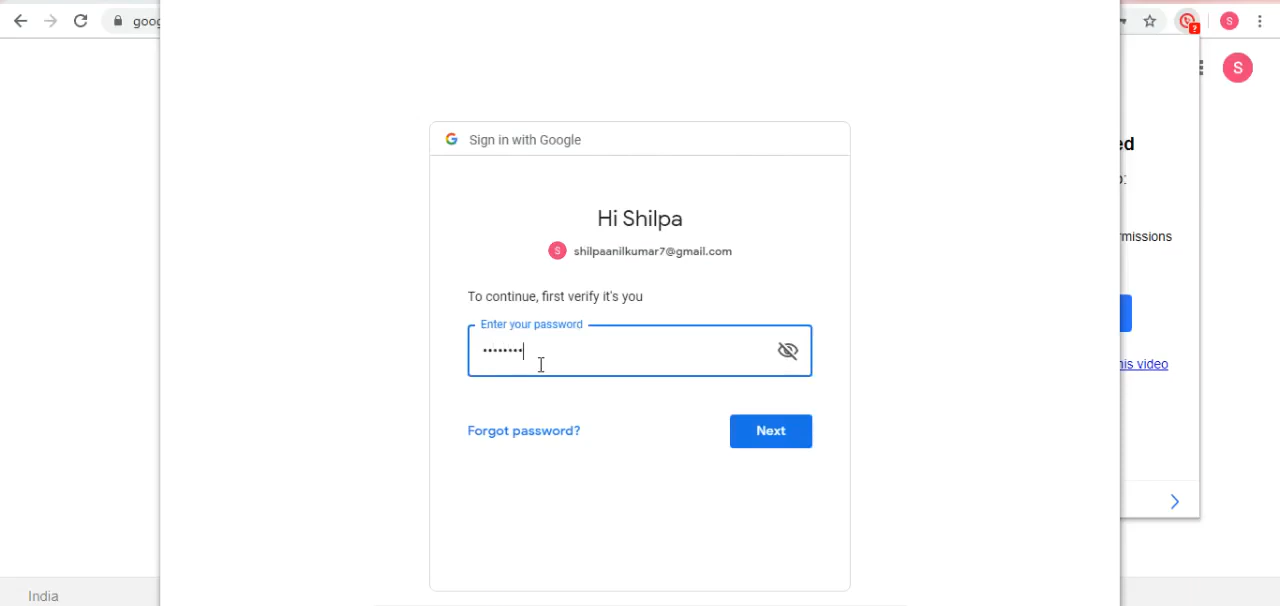 goog
S
S
ed
Sign in with Google
Hi Shilpa
S shilpaanilkumar7@gmail.com
missions
To continue, first verify it's you
Enter your password
••••••••
his video
Forgot password?
Next
India